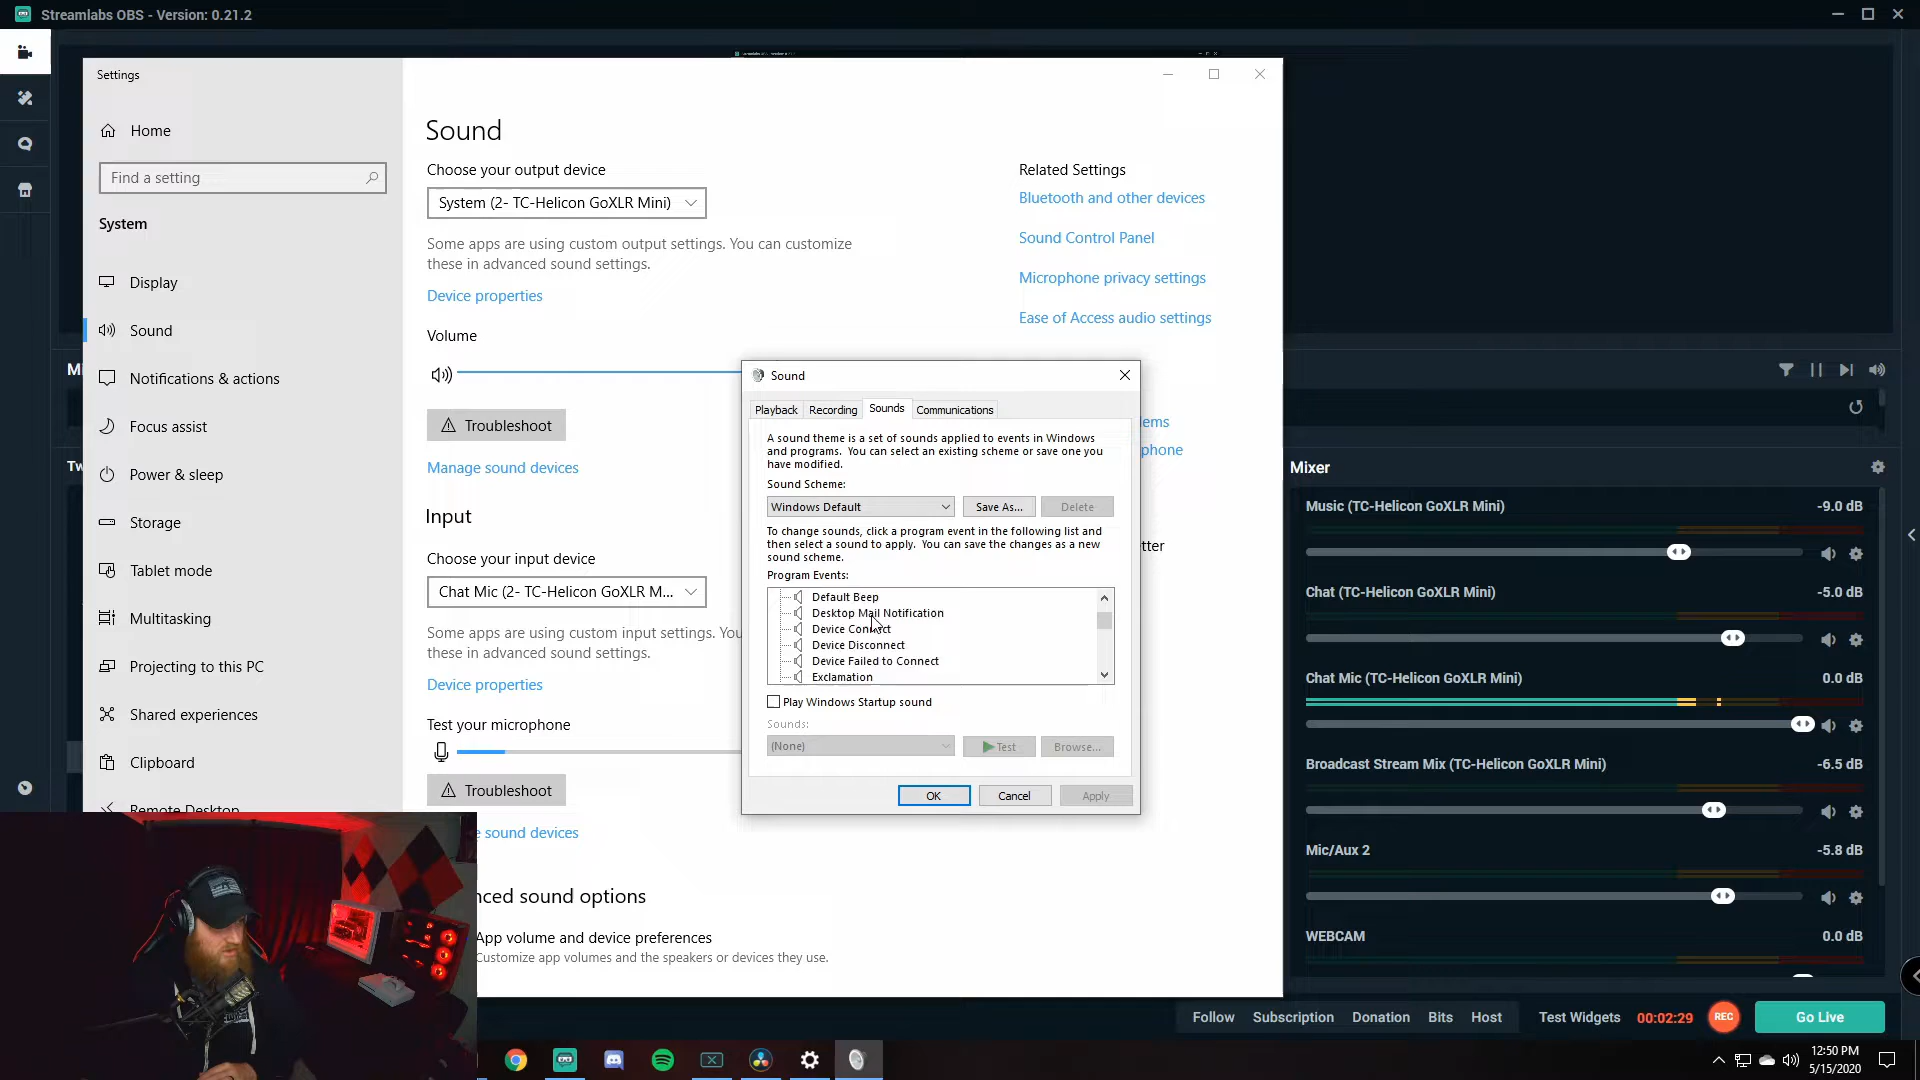 Streamlabs OBS - Version: 0.21.2
Settings
Home
Find a setting
System
Display
Sound
Notifications & actions
Focus assist
Power & sleep
Storage
Tablet mode
Multitasking
Projecting to this PC
Shared experiences
Clipboard
Remote Desktop
Sound
Choose your output device
System (2- TC-Helicon GoXLR Mini)
Some apps are using custom output settings. You can customize
these in advanced sound settings.
Device properties
Volume
Troubleshoot
Manage sound devices
Input
Choose your input device
Chat Mic (2- TC-Helicon GoXLR M...
Some apps are using custom input settings. You
these in advanced sound settings.
Device properties
Test your microphone
Troubleshoot
e sound devices
nced sound options
App volume and device preferences
Customize app volumes and the speakers or devices they use.
Related Settings
Bluetooth and other devices
Sound Control Panel
Microphone privacy settings
Ease of Access audio settings
ems
phone
tter
Sound
Playback Recording Sounds Communications
A sound theme is a set of sounds applied to events in Windows
and programs. You can select an existing scheme or save one you
have modified.
Sound Scheme:
Windows Default Save As... Delete
To change sounds, click a program event in the following list and
then select a sound to apply. You can save the changes as a new
sound scheme.
Program Events:
Default Beep
Desktop Mail Notification
Device Connect
Device Disconnect
Device Failed to Connect
Exclamation
Play Windows Startup sound
Sounds:
(None) Test Browse...
OK Cancel Apply
Mi
Tw
Mixer
Music (TC-Helicon GoXLR Mini) -9.0 dB
Chat (TC-Helicon GoXLR Mini) -5.0 dB
Chat Mic (TC-Helicon GoXLR Mini) 0.0 dB
Broadcast Stream Mix (TC-Helicon GoXLR Mini) -6.5 dB
Mic/Aux 2 -5.8 dB
WEBCAM 0.0 dB
Follow Subscription Donation Bits Host Test Widgets 00:02:29 REC Go Live
12:50 PM
5/15/2020